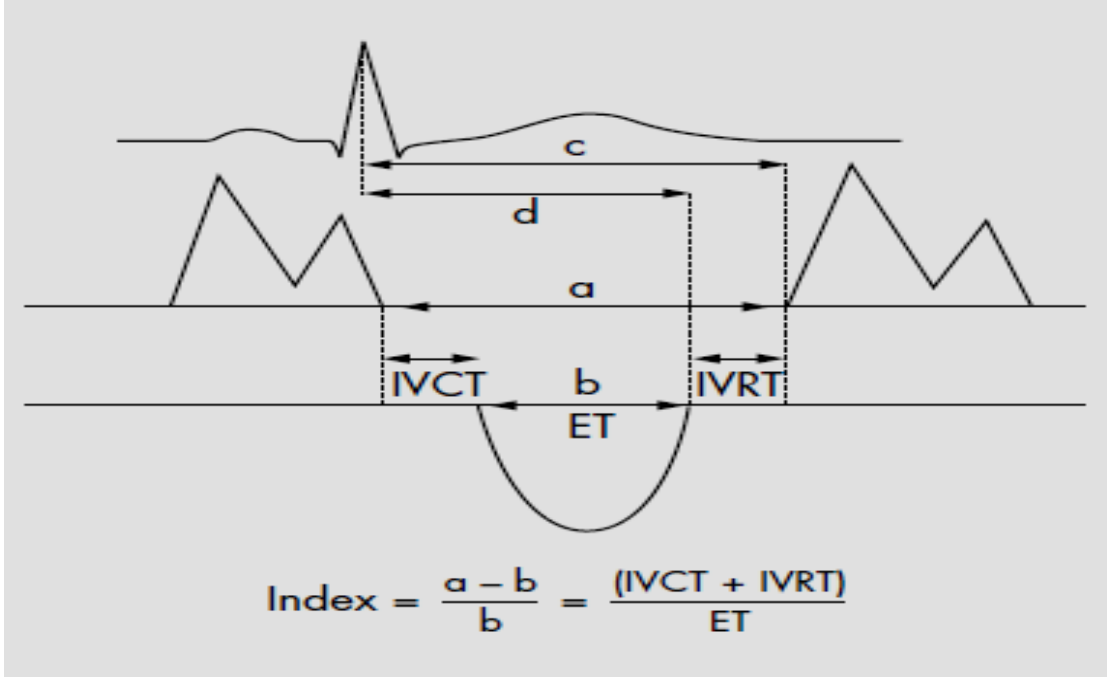 c
d
a
IVCT b IVRT
ET
Index = a – b / b = (IVCT + IVRT) / ET